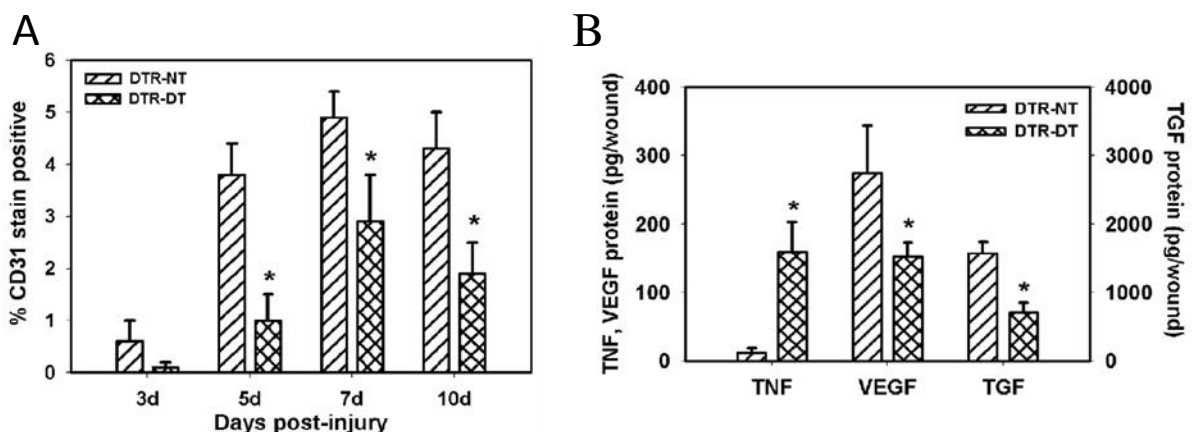 A
% CD31 stain positive
6
5
4
3
2
1
0
DTR-NT
DTR-DT
*
*
*
3d
5d
7d
10d
Days post-injury
B
TNF, VEGF protein (pg/wound)
400
300
200
100
0
DTR-NT
DTR-DT
*
*
*
TNF
VEGF
TGF
4000
3000
2000
1000
0
TGF protein (pg/wound)